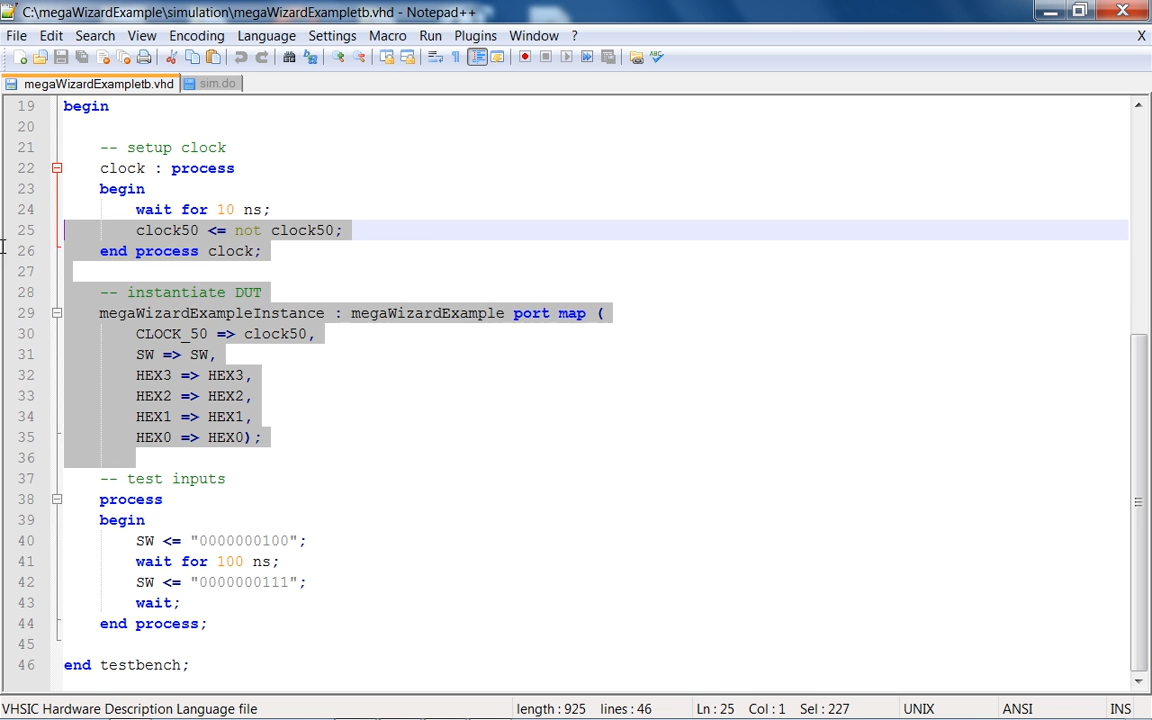 C:\megaWizardExample\simulation\megaWizardExampletb.vhd - Notepad++
File Edit Search View Encoding Language Settings Macro Run Plugins Window ? X
megaWizardExampletb.vhd sim.do
19 begin
20
21 -- setup clock
22 clock : process
23 begin
24 wait for 10 ns;
25 clock50 <= not clock50;
26 end process clock;
27
28 -- instantiate DUT
29 megaWizardExampleInstance : megaWizardExample port map (
30 CLOCK_50 => clock50,
31 SW => SW,
32 HEX3 => HEX3,
33 HEX2 => HEX2,
34 HEX1 => HEX1,
35 HEX0 => HEX0);
36
37 -- test inputs
38 process
39 begin
40 SW <= "0000000100";
41 wait for 100 ns;
42 SW <= "0000000111";
43 wait;
44 end process;
45
46 end testbench;
VHSIC Hardware Description Language file length : 925 lines : 46 Ln : 25 Col : 1 Sel : 227 UNIX ANSI INS